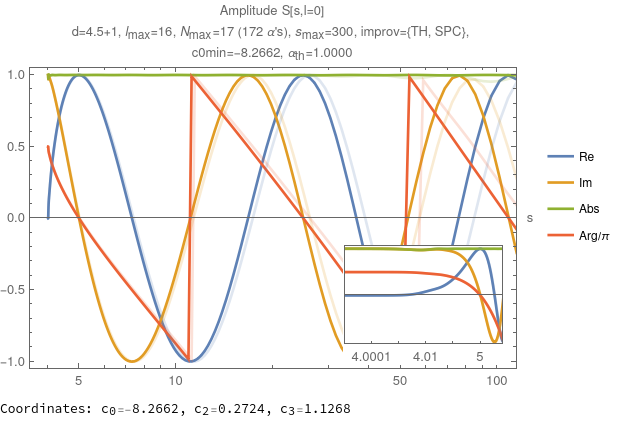 Amplitude S[s,l=0]
d=4.5+1, lmax=16, Nmax=17 (172 α's), smax=300, improv={TH, SPC},
c0min=−8.2662, αth=1.0000
1.0
0.5
0.0
−0.5
−1.0
s
Re
Im
Abs
Arg/π
4.0001 4.01 5
5 10 50 100
Coordinates: c0=-8.2662, c2=0.2724, c3=1.1268